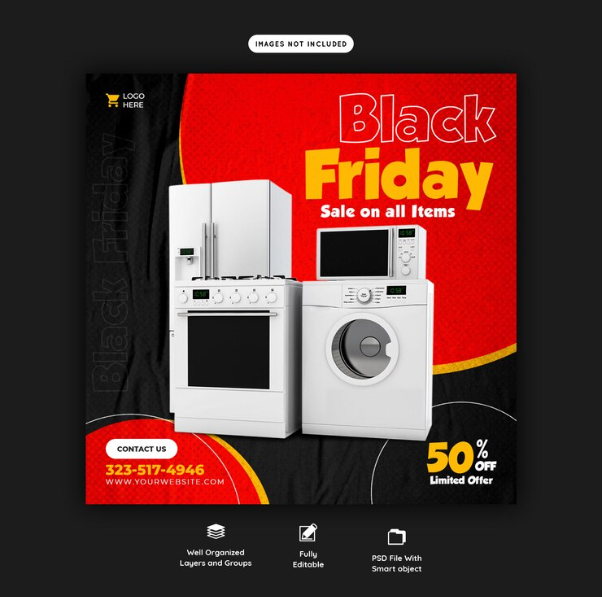 IMAGES NOT INCLUDED
LOGO
HERE
Black Friday
Black
Friday
Sale on all Items
CONTACT US
323-517-4946
WWW.YOURWEBSITE.COM
50% OFF
Limited Offer
Well Organized
Layers and Groups
Fully
Editable
PSD File With
Smart object